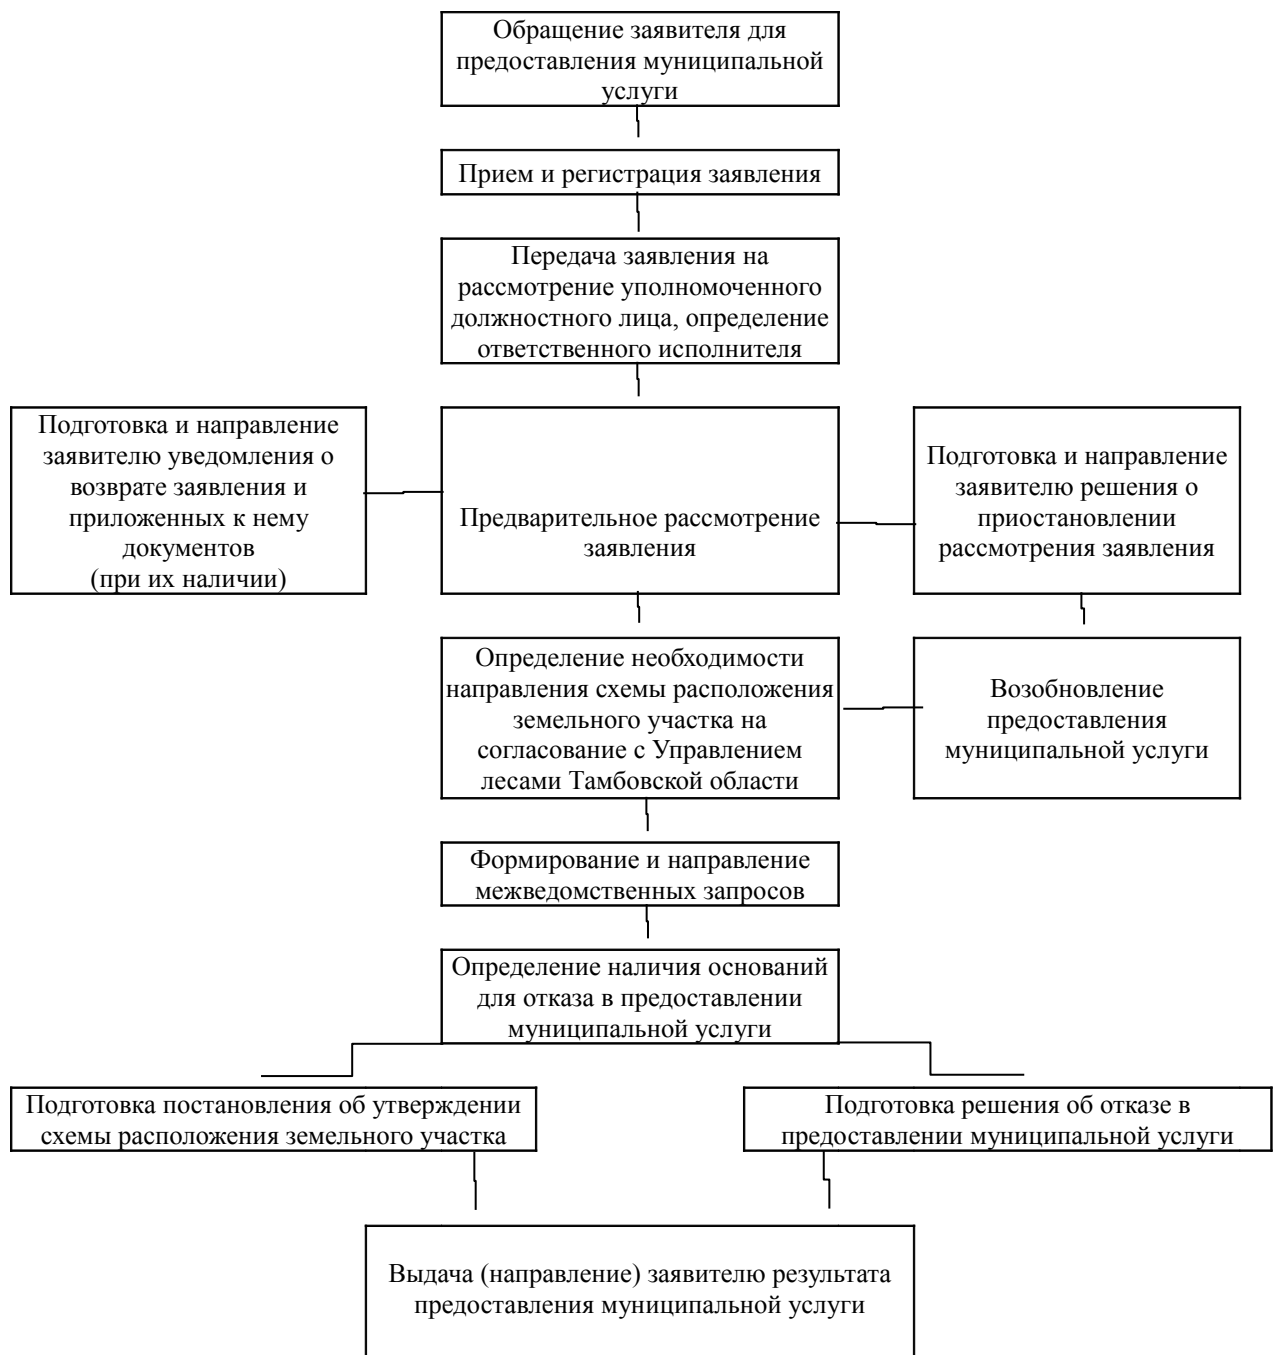 Обращение заявителя для
предоставления муниципальной
услуги
Прием и регистрация заявления
Передача заявления на
рассмотрение уполномоченного
должностного лица, определение
ответственного исполнителя
Подготовка и направление
заявителю уведомления о
возврате заявления и
приложенных к нему
документов
(при их наличии)
Предварительное рассмотрение
заявления
Подготовка и направление
заявителю решения о
приостановлении
рассмотрения заявления
Определение необходимости
направления схемы расположения
земельного участка на
согласование с Управлением
лесами Тамбовской области
Возобновление
предоставления
муниципальной услуги
Формирование и направление
межведомственных запросов
Определение наличия оснований
для отказа в предоставлении
муниципальной услуги
Подготовка постановления об утверждении
схемы расположения земельного участка
Подготовка решения об отказе в
предоставлении муниципальной услуги
Выдача (направление) заявителю результата
предоставления муниципальной услуги